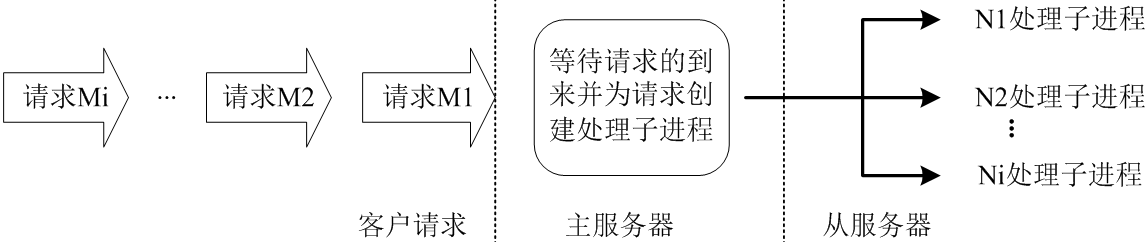 请求Mi
...
请求M2
请求M1
等待请求的到
来并为请求创
建处理子进程
N1处理子进程
N2处理子进程
Ni处理子进程
客户请求
主服务器
从服务器